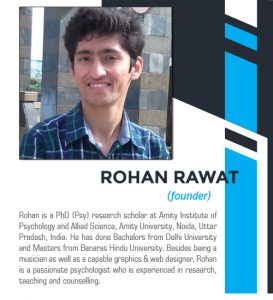 ROHAN RAWAT
(founder)
Rohan is a PhD (Psy) research scholar at Amity Institute of
Psychology and Allied Science, Amity University, Noida, Uttar
Pradesh, India. He has done Bachelors from Delhi University
and Masters from Banaras Hindu University. Besides being a
musician as well as a capable graphics & web designer, Rohan
is a passionate psychologist who is experienced in research,
teaching and counselling.